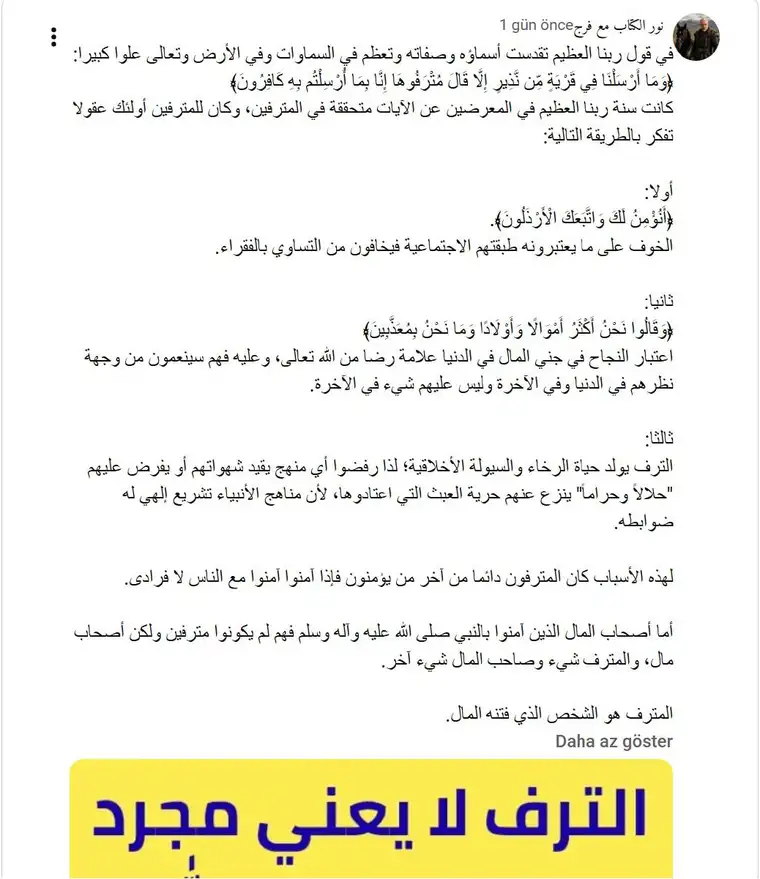 نور الكتاب مع فرج 1 gün önce
في قول ربنا العظيم تقدست أسماؤه وصفاته وتعظم في السماوات وفي الأرض وتعالى علوا كبيرا:
﴿وَمَا أَرْسَلْنَا فِي قَرْيَةٍ مِّن نَّذِيرٍ إِلَّا قَالَ مُتْرَفُوهَا إِنَّا بِمَا أُرْسِلْتُم بِهِ كَافِرُونَ﴾
كانت سنة ربنا العظيم في المعرضين عن الآيات متحققة في المترفين، وكان للمترفين أولئك عقولا
تفكر بالطريقة التالية:
أولا:
﴿أَنُؤْمِنُ لَكَ وَاتَّبَعَكَ الْأَرْذَلُونَ﴾.
الخوف على ما يعتبرونه طبقتهم الاجتماعية فيخافون من التساوي بالفقراء.
ثانيا:
﴿وَقَالُوا نَحْنُ أَكْثَرُ أَمْوَالًا وَأَوْلَادًا وَمَا نَحْنُ بِمُعَذَّبِينَ﴾
اعتبار النجاح في جني المال في الدنيا علامة رضا من الله تعالى، وعليه فهم سينعمون من وجهة
نظرهم في الدنيا وفي الآخرة وليس عليهم شيء في الآخرة.
ثالثا:
الترف يولد حياة الرخاء والسيولة الأخلاقية؛ لذا رفضوا أي منهج يقيد شهواتهم أو يفرض عليهم
"حلالاً وحراماً" ينزع عنهم حرية العبث التي اعتادوها، لأن مناهج الأنبياء تشريع إلهي له
ضوابطه.
لهذه الأسباب كان المترفون دائما من آخر من يؤمنون فإذا آمنوا آمنوا مع الناس لا فرادى.
أما أصحاب المال الذين آمنوا بالنبي صلى الله عليه وآله وسلم فهم لم يكونوا مترفين ولكن أصحاب
مال، والمترف شيء وصاحب المال شيء آخر.
المترف هو الشخص الذي فتنه المال.
Daha az göster
الترف لا يعني مجرد